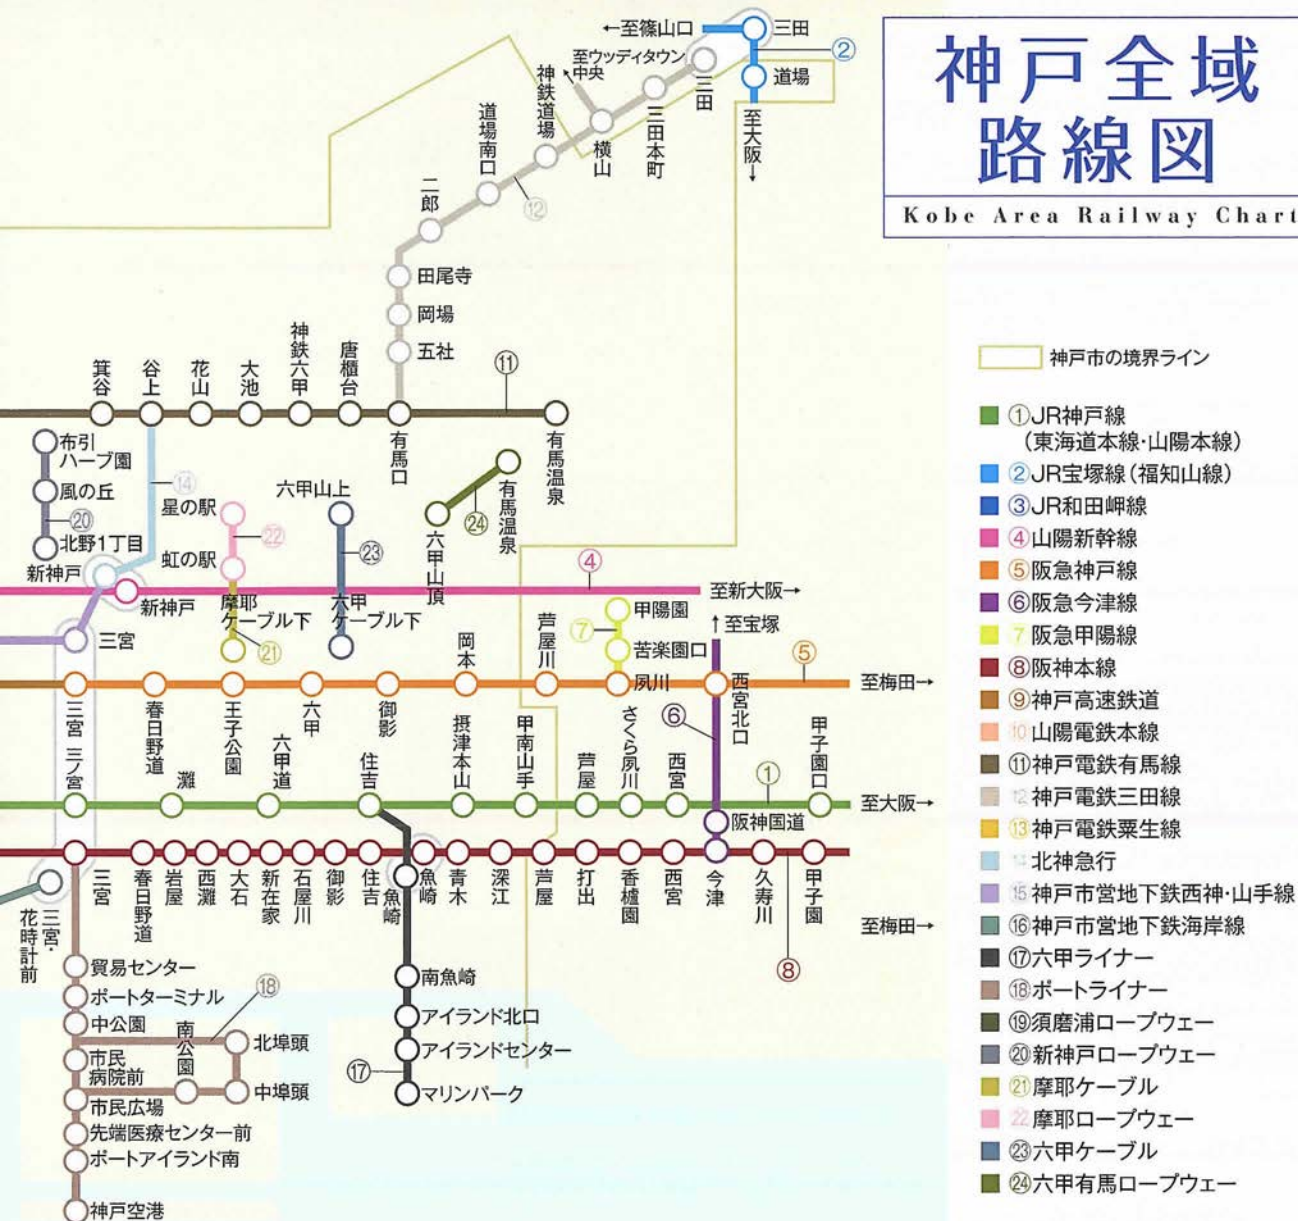 神戸全域
路線図
Kobe Area Railway Chart
←至篠山口
三田
②
道場
至大阪↓
至ウッディタウン
中央
三田
三田本町
横山
神鉄道場
道場南口
⑫
二郎
田尾寺
岡場
五社
箕谷
谷上
花山
大池
神鉄六甲
唐櫃台
有馬口
⑪
有馬温泉
布引
ハーブ園
風の丘
⑳
北野1丁目
⑭
星の駅
㉒
虹の駅
摩耶
ケーブル下
㉑
六甲山上
㉓
六甲
ケーブル下
六甲山頂
㉔
有馬温泉
新神戸
新神戸
④
至新大阪→
三宮
甲陽園
⑦
苦楽園口
夙川
↑至宝塚
三宮
春日野道
王子公園
六甲
御影
岡本
芦屋川
西宮北口
⑤
至梅田→
⑥
三ノ宮
灘
六甲道
住吉
摂津本山
甲南山手
芦屋
さくら夙川
西宮
①
甲子園口
至大阪→
阪神国道
三宮
春日野道
岩屋
西灘
大石
新在家
石屋川
御影
住吉
魚崎
魚崎
青木
深江
芦屋
打出
香櫨園
西宮
今津
久寿川
甲子園
至梅田→
⑧
三宮・
花時計前
貿易センター
ポートターミナル
中公園
市民
病院前
市民広場
先端医療センター前
ポートアイランド南
神戸空港
⑱
南公園
北埠頭
中埠頭
南魚崎
アイランド北口
アイランドセンター
⑰
マリンパーク
神戸市の境界ライン
①JR神戸線
(東海道本線・山陽本線)
②JR宝塚線(福知山線)
③JR和田岬線
④山陽新幹線
⑤阪急神戸線
⑥阪急今津線
⑦阪急甲陽線
⑧阪神本線
⑨神戸高速鉄道
⑩山陽電鉄本線
⑪神戸電鉄有馬線
⑫神戸電鉄三田線
⑬神戸電鉄粟生線
⑭北神急行
⑮神戸市営地下鉄西神・山手線
⑯神戸市営地下鉄海岸線
⑰六甲ライナー
⑱ポートライナー
⑲須磨浦ロープウェー
⑳新神戸ロープウェー
㉑摩耶ケーブル
㉒摩耶ロープウェー
㉓六甲ケーブル
㉔六甲有馬ロープウェー